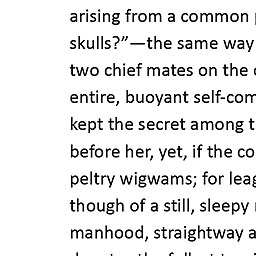 arising from a common
skulls?”—the same way
two chief mates on the
entire, buoyant self-com
kept the secret among
before her, yet, if the co
peltry wigwams; for leag
though of a still, sleepy
manhood, straightway a